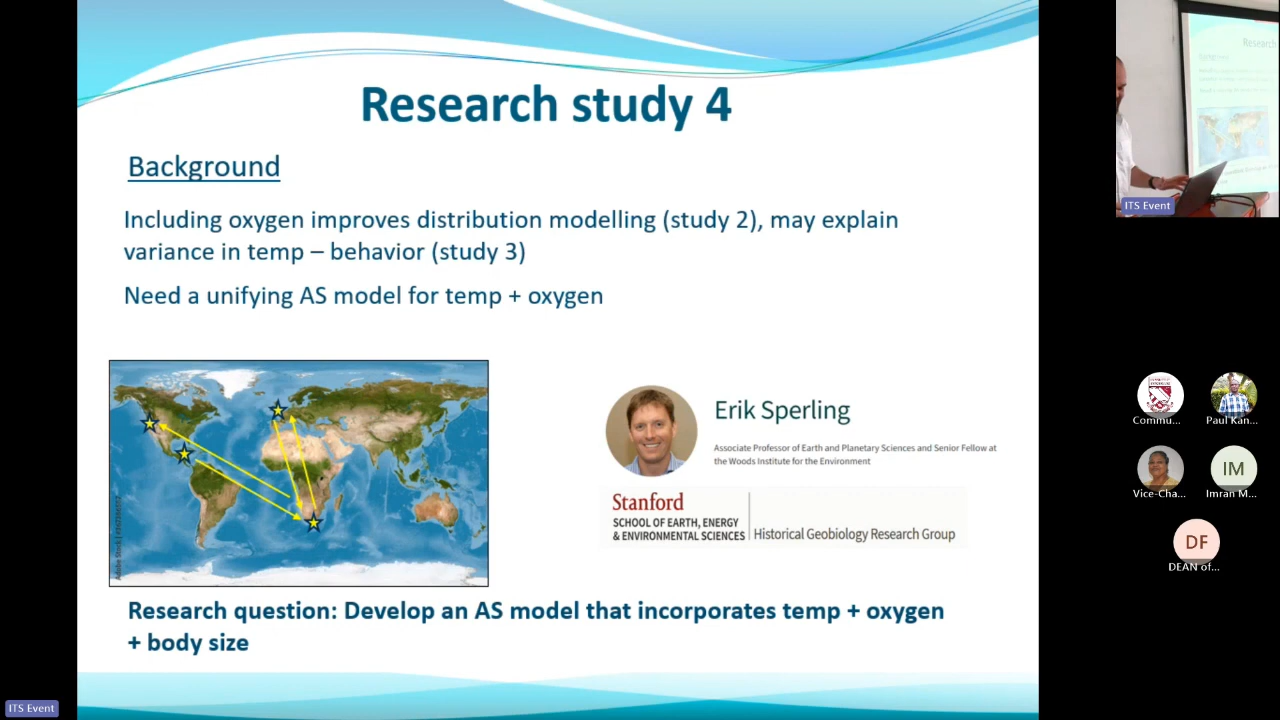 Research study 4
Background
Including oxygen improves distribution modelling (study 2), may explain
variance in temp – behavior (study 3)
Need a unifying AS model for temp + oxygen
Erik Sperling
Associate Professor of Earth and Planetary Sciences and Senior Fellow at
the Woods Institute for the Environment
Stanford
SCHOOL OF EARTH, ENERGY
& ENVIRONMENTAL SCIENCES
Historical Geobiology Research Group
Research question: Develop an AS model that incorporates temp + oxygen
+ body size
ITS Event
Research
ITS Event
Commu...
Paul Kan...
Vice-Cha...
IM
Imran M...
DF
DEAN of...